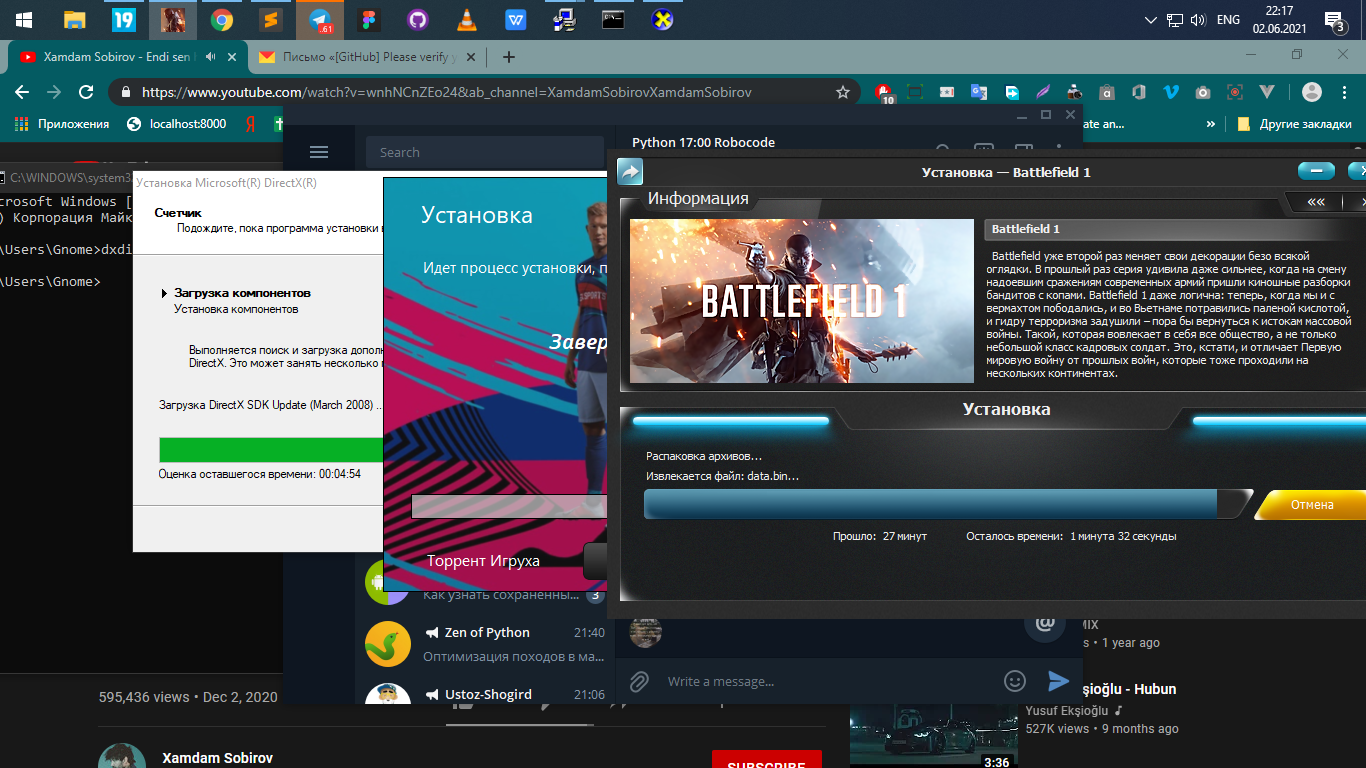 19
.61
ENG
22:17
02.06.2021
3
Xamdam Sobirov - Endi sen
Письмо «[GitHub] Please verify y
https://www.youtube.com/watch?v=wnhNCnZEo24&ab_channel=XamdamSobirovXamdamSobirov
10
Приложения
localhost:8000
Я
ate an...
»
Другие закладки
Search
Python 17:00 Robocode
C:\WINDOWS\system3
crosoft Windows [
) Корпорация Майк
\Users\Gnome>dxdi
\Users\Gnome>
Установка Microsoft(R) DirectX(R)
Счетчик
Подождите, пока программа установки
Загрузка компонентов
Установка компонентов
Выполняется поиск и загрузка допол
DirectX. Это может занять несколько
Загрузка DirectX SDK Update (March 2008) ...
Оценка оставшегося времени: 00:04:54
Установка
Идет процесс установки, п
Завер
Торрент Игруха
Установка — Battlefield 1
Информация
««
BATTLEFIELD 1
Battlefield 1
Battlefield уже второй раз меняет свои декорации безо всякой
оглядки. В прошлый раз серия удивила даже сильнее, когда на смену
надоевшим сражениям современных армий пришли киношные разборки
бандитов с копами. Battlefield 1 даже логична: теперь, когда мы и с
вермахтом пободались, и во Вьетнаме потравились паленой кислотой,
и гидру терроризма задушили – пора бы вернуться к истокам массовой
войны. Такой, которая вовлекает в себя все общество, а не только
небольшой класс кадровых солдат. Это, кстати, и отличает Первую
мировую войну от прошлых войн, которые тоже проходили на
нескольких континентах.
Установка
Распаковка архивов...
Извлекается файл: data.bin...
Отмена
Прошло: 27 минут
Осталось времени: 1 минута 32 секунды
Как узнать сохраненны...
3
Zen of Python
21:40
Оптимизация походов в ма...
Ustoz-Shogird
21:06
Write a message...
MIX
s • 1 year ago
şioğlu - Hubun
Yusuf Ekşioğlu
527K views • 9 months ago
3:36
595,436 views • Dec 2, 2020
Xamdam Sobirov
SUBSCRIBE